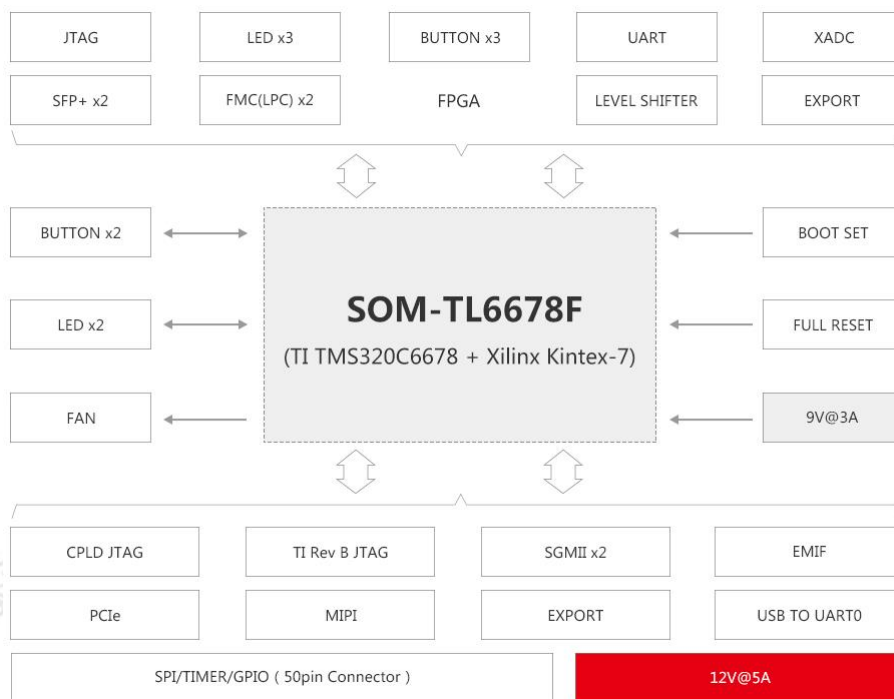 JTAG
LED x3
BUTTON x3
UART
XADC
SFP+ x2
FMC(LPC) x2
FPGA
LEVEL SHIFTER
EXPORT
BUTTON x2
BOOT SET
SOM-TL6678F
(TI TMS320C6678 + Xilinx Kintex-7)
LED x2
FULL RESET
FAN
9V@3A
CPLD JTAG
TI Rev B JTAG
SGMII x2
EMIF
PCIe
MIPI
EXPORT
USB TO UART0
SPI/TIMER/GPIO ( 50pin Connector )
12V@5A